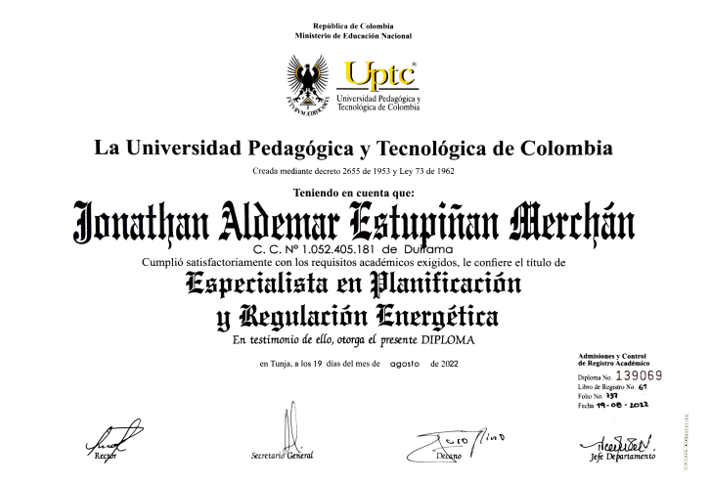 República de Colombia
Ministerio de Educación Nacional
Uptc®
Universidad Pedagógica y
Tecnológica de Colombia
La Universidad Pedagógica y Tecnológica de Colombia
Creada mediante decreto 2655 de 1953 y Ley 73 de 1962
Teniendo en cuenta que:
Jonathan Aldemar Estupiñan Merchán
C. C. Nº 1.052.405.181 de Duitama
Cumplió satisfactoriamente con los requisitos académicos exigidos, le confiere el título de
Especialista en Planificación
y Regulación Energética
En testimonio de ello, otorga el presente DIPLOMA
en Tunja, a los 19 días del mes de agosto de 2022
Admisiones y Control
de Registro Académico
Diploma No. 139069
Libro de Registro No. 61
Folio No. 737
Fecha 19-08-2022
Rector
Secretario General
Decano
Jefe Departamento